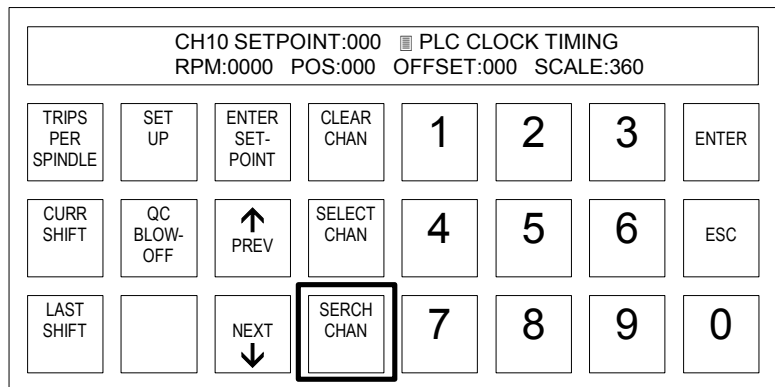 CH10 SETPOINT:000 PLC CLOCK TIMING
RPM:0000 POS:000 OFFSET:000 SCALE:360
TRIPS
PER
SPINDLE
SET
UP
ENTER
SET-
POINT
CLEAR
CHAN
1
2
3
ENTER
CURR
SHIFT
QC
BLOW-
OFF
↑
PREV
SELECT
CHAN
4
5
6
ESC
LAST
SHIFT
NEXT
↓
SERCH
CHAN
7
8
9
0